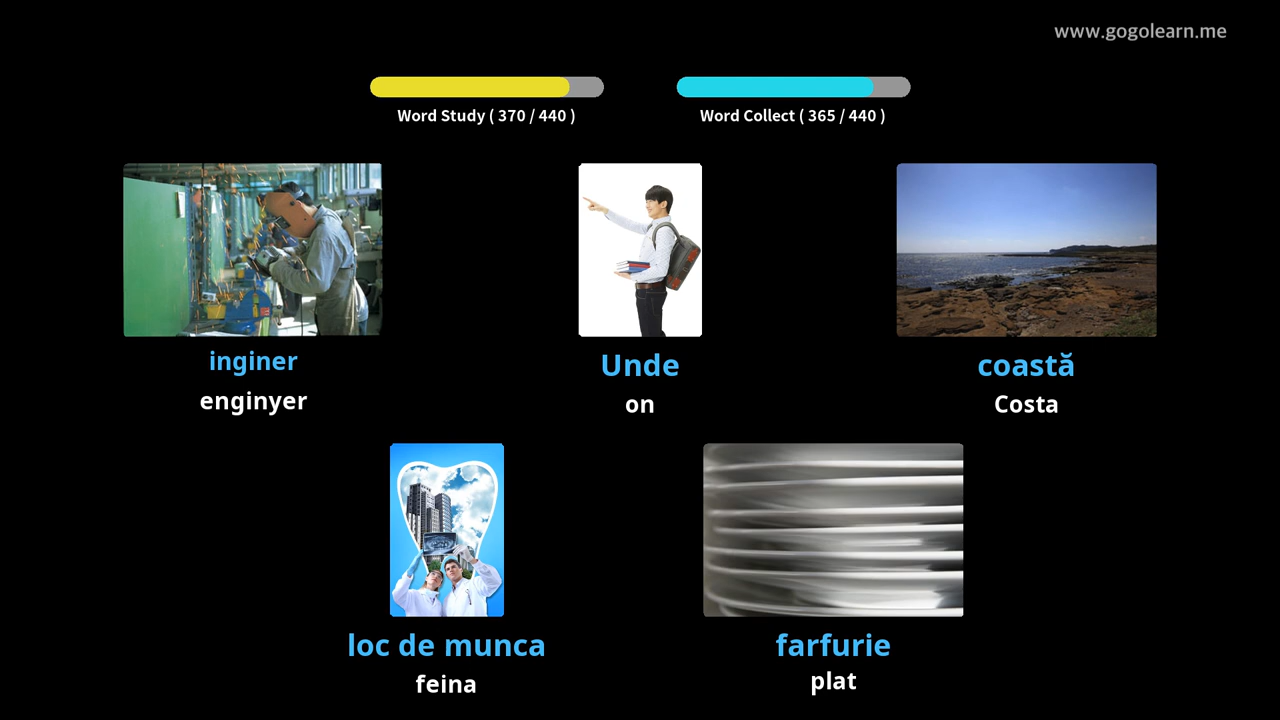 www.gogolearn.me
Word Study ( 370 / 440 )
Word Collect ( 365 / 440 )
inginer
enginyer
Unde
on
coastă
Costa
loc de munca
feina
farfurie
plat